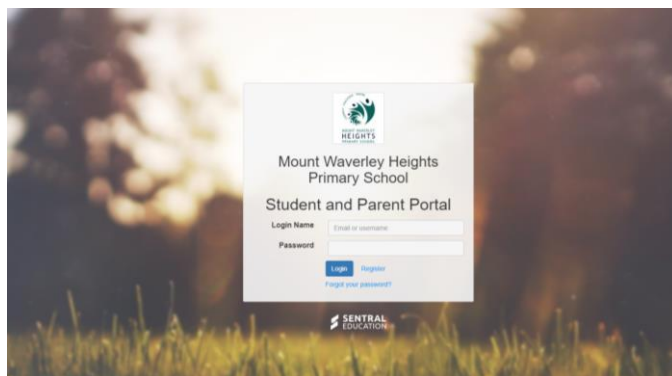 MOUNT WAVERLEY
HEIGHTS
PRIMARY SCHOOL
Mount Waverley Heights
Primary School
Student and Parent Portal
Login Name
Email or username
Password
Login
Register
Forgot your password?
SENTRAL
EDUCATION